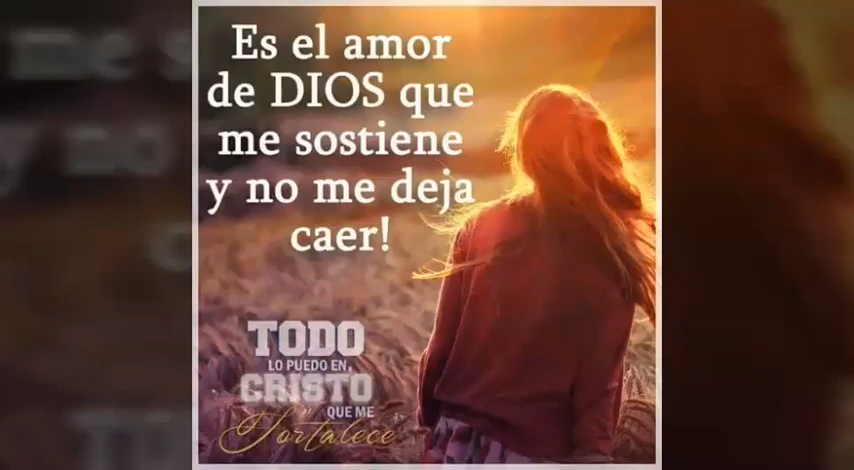 Es el amor
de DIOS que
me sostiene
y no me deja
caer!
TODO
LO PUEDO EN
CRISTO
QUE ME
Fortalece